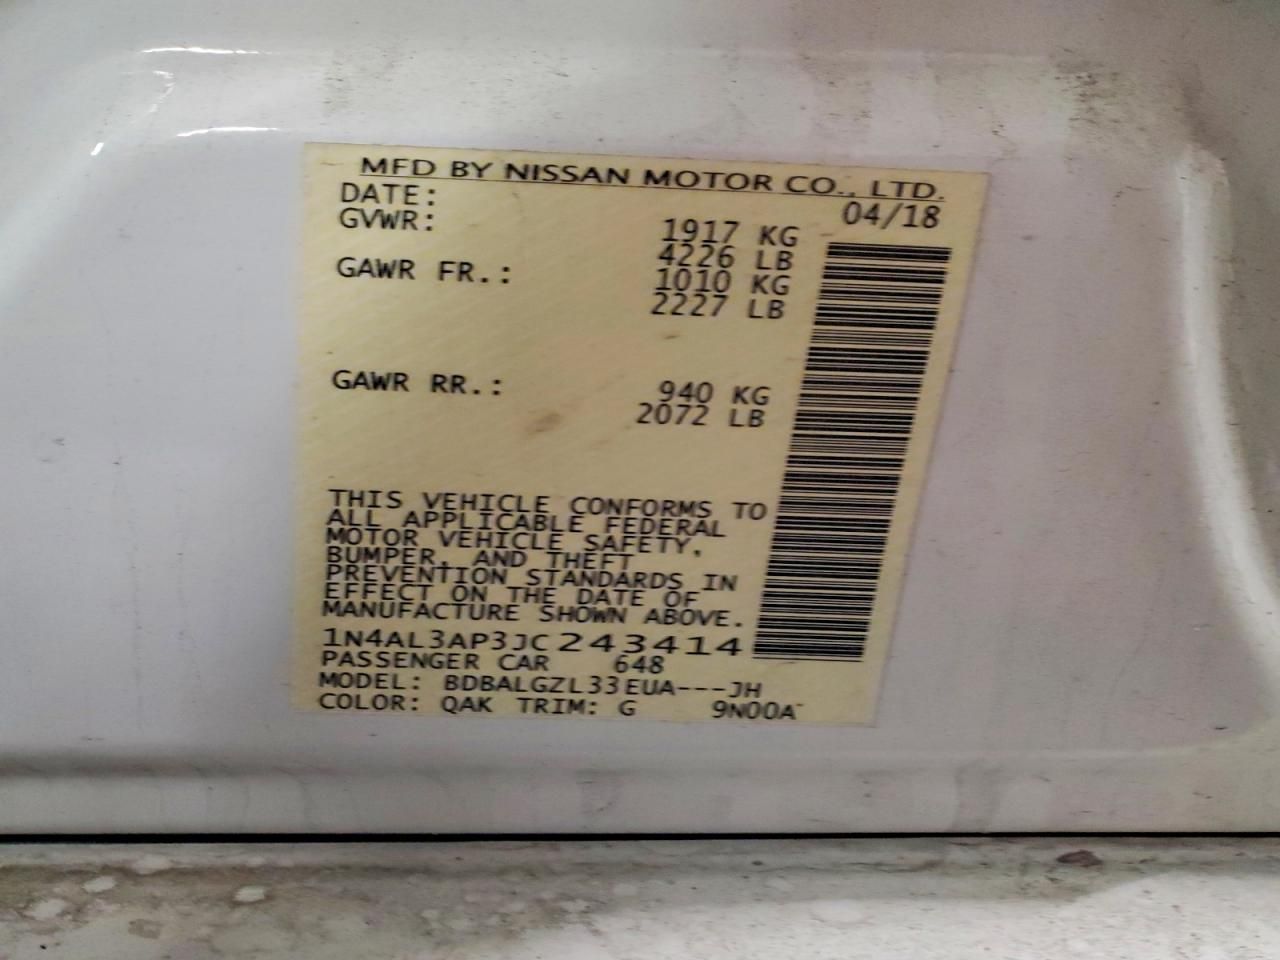 MFD BY NISSAN MOTOR CO., LTD.
DATE: 04/18
GVWR: 1917 KG
4226 LB
GAWR FR.: 1010 KG
2227 LB
GAWR RR.: 940 KG
2072 LB
THIS VEHICLE CONFORMS TO
ALL APPLICABLE FEDERAL
MOTOR VEHICLE SAFETY,
BUMPER, AND THEFT
PREVENTION STANDARDS IN
EFFECT ON THE DATE OF
MANUFACTURE SHOWN ABOVE.
1N4AL3AP3JC243414
PASSENGER CAR 648
MODEL: BDBALGZL33EUA---JH
COLOR: QAK TRIM: G 9N00A